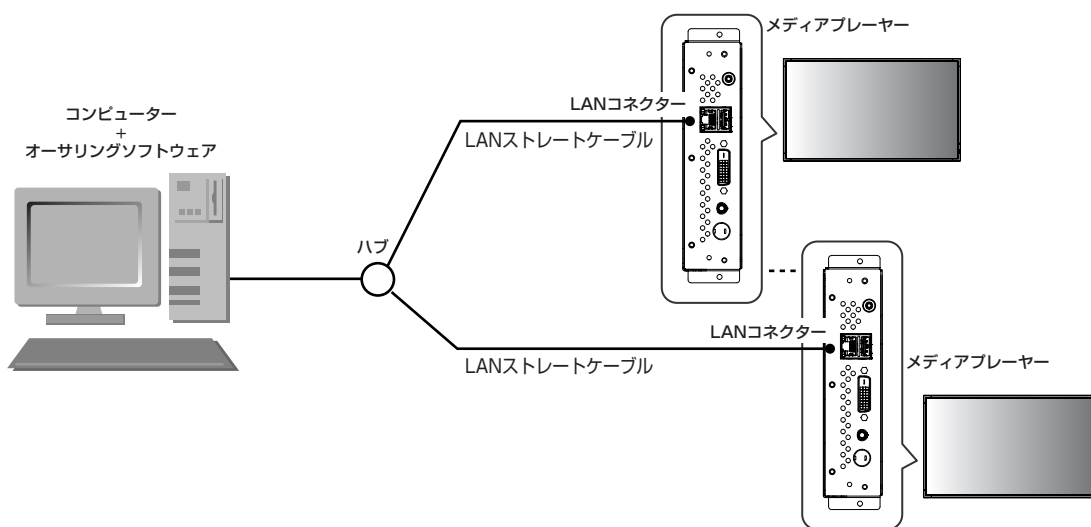 メディアプレーヤー
コンピューター
+
オーサリングソフトウェア
LANコネクター
LANストレートケーブル
ハブ
LANコネクター
LANストレートケーブル
メディアプレーヤー